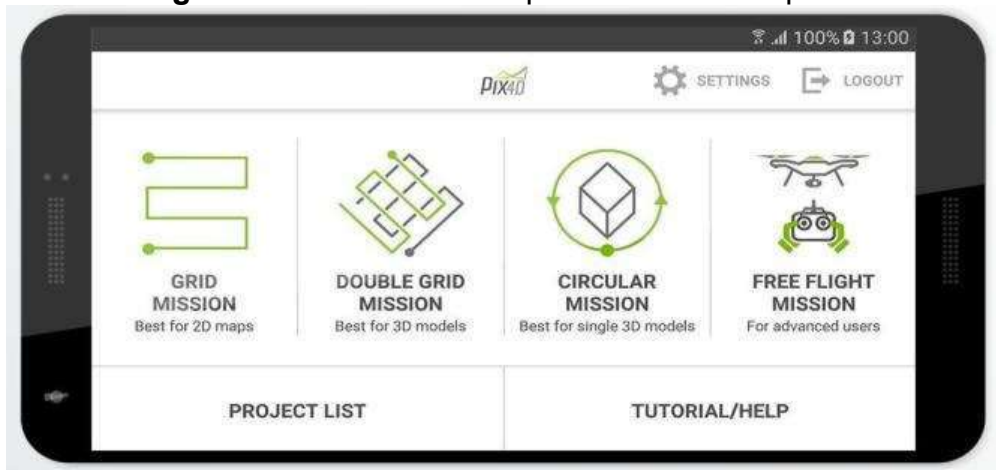 100% 13:00
PIX4D
SETTINGS
LOGOUT
GRID
MISSION
Best for 2D maps
DOUBLE GRID
MISSION
Best for 3D models
CIRCULAR
MISSION
Best for single 3D models
FREE FLIGHT
MISSION
For advanced users
PROJECT LIST
TUTORIAL/HELP